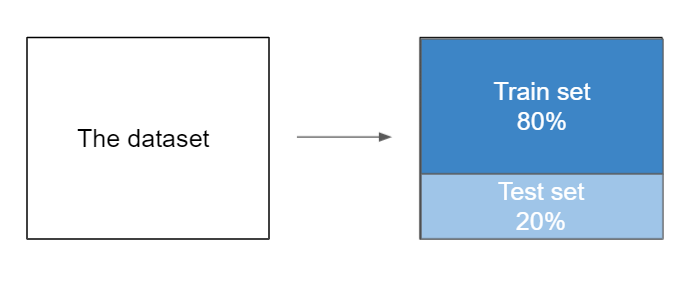 The dataset
Train set
80%
Test set
20%